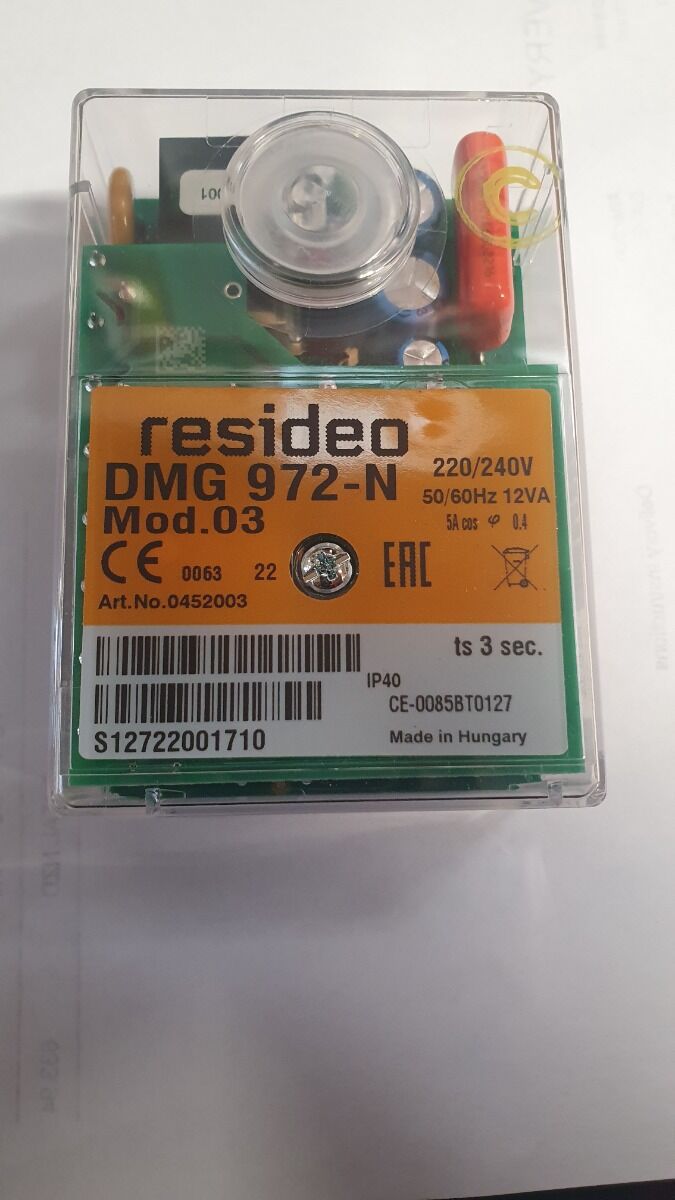 001
resideo
DMG 972-N
220/240V
50/60Hz 12VA
Mod.03
5A cos φ 0.4
CE 0063 22 EAC
Art.No.0452003
ts 3 sec.
IP40
CE-0085BT0127
S12722001710
Made in Hungary